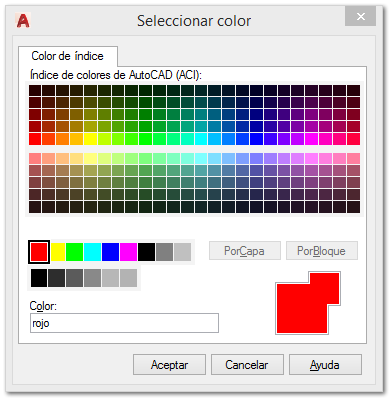 Seleccionar color
Color de índice
Índice de colores de AutoCAD (ACI):
PorCapa
PorBloque
Color:
rojo
Aceptar
Cancelar
Ayuda